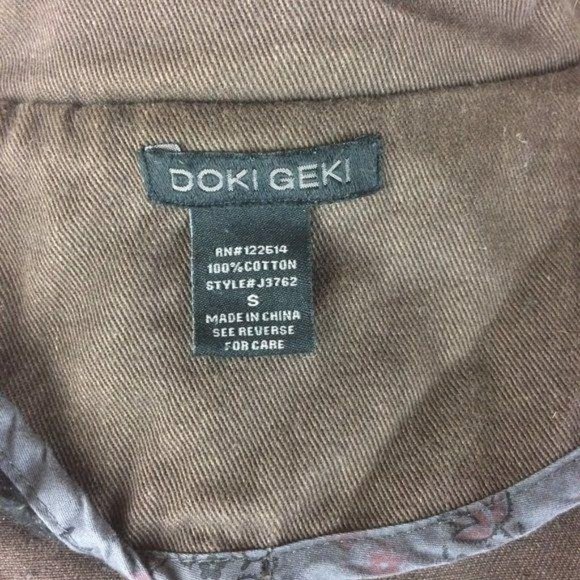 DOKI GEKI
RN#122614
100%COTTON
STYLE#J3762
S
MADE IN CHINA
SEE REVERSE
FOR CARE